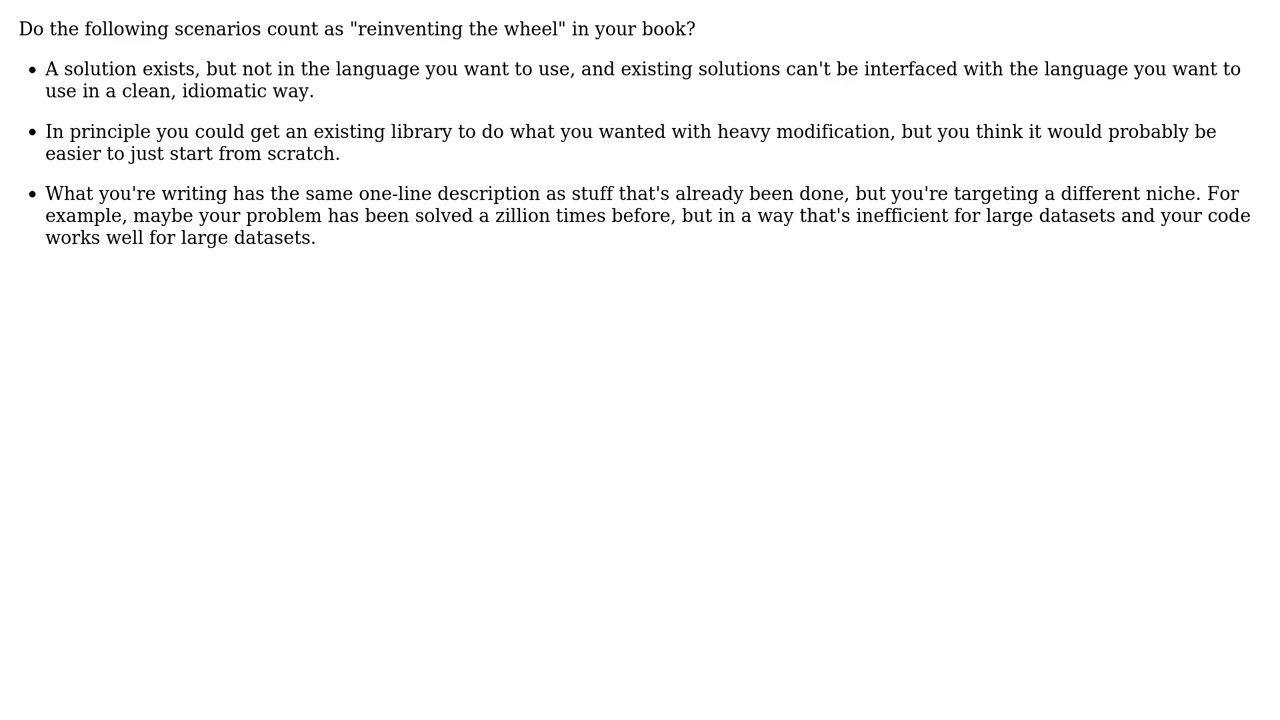 Do the following scenarios count as "reinventing the wheel" in your book?
• A solution exists, but not in the language you want to use, and existing solutions can't be interfaced with the language you want to
use in a clean, idiomatic way.
• In principle you could get an existing library to do what you wanted with heavy modification, but you think it would probably be
easier to just start from scratch.
• What you're writing has the same one-line description as stuff that's already been done, but you're targeting a different niche. For
example, maybe your problem has been solved a zillion times before, but in a way that's inefficient for large datasets and your code
works well for large datasets.